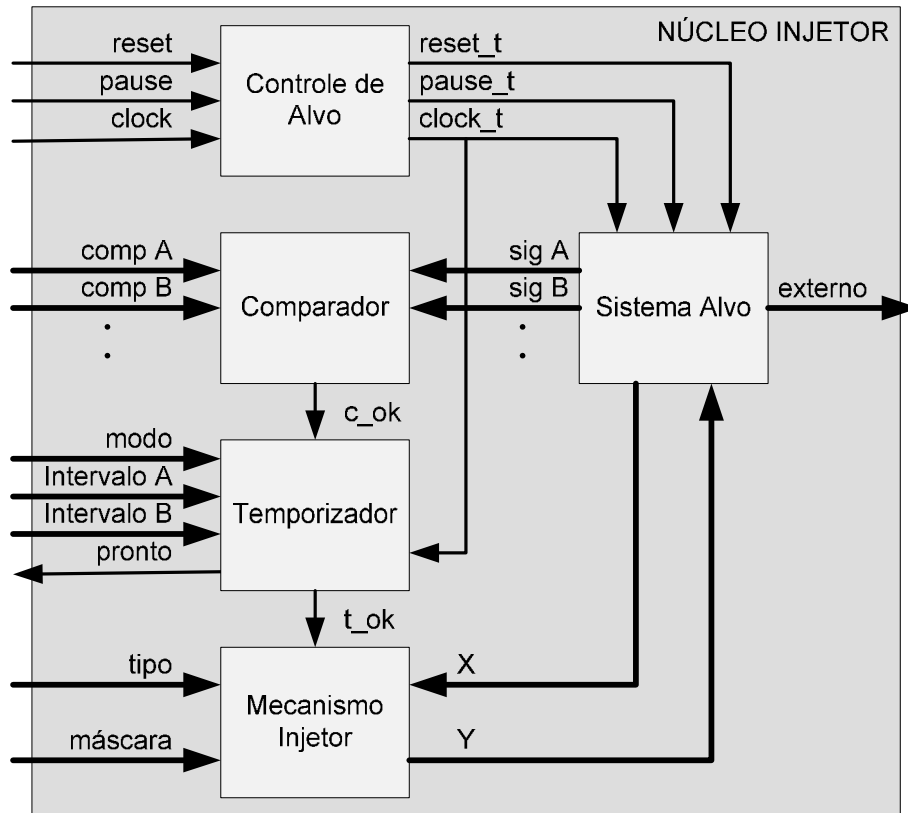 NÚCLEO INJETOR
reset
pause
clock
Controle de
Alvo
reset_t
pause_t
clock_t
comp A
comp B
Comparador
sig A
sig B
Sistema Alvo
externo
c_ok
modo
Intervalo A
Intervalo B
pronto
Temporizador
t_ok
tipo
máscara
Mecanismo
Injetor
X
Y